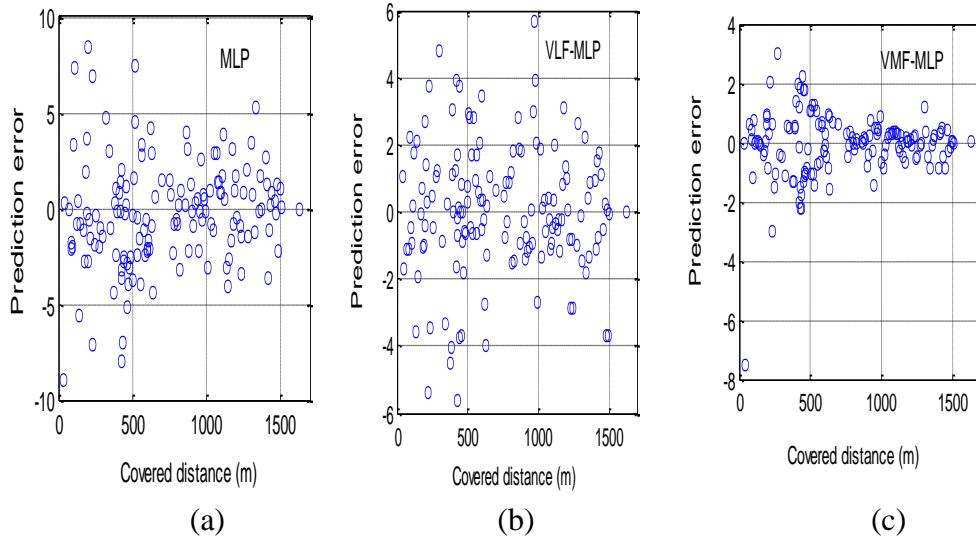 10
5
0
-5
-10
0 500 1000 1500
MLP
Prediction error
Covered distance (m)
(a)
6
4
2
0
-2
-4
-6
0 500 1000 1500
VLF-MLP
Prediction error
Covered distance (m)
(b)
4
2
0
-2
-4
-6
-8
0 500 1000 1500
VMF-MLP
Prediction error
Covered distance (m)
(c)